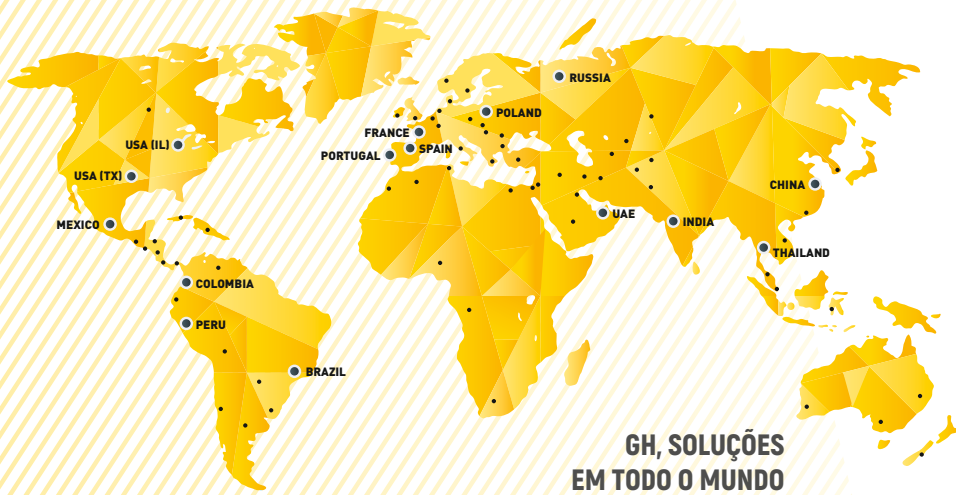 RUSSIA
POLAND
FRANCE
USA (IL)
SPAIN
PORTUGAL
USA (TX)
CHINA
UAE
MEXICO
INDIA
THAILAND
COLOMBIA
PERU
BRAZIL
GH, SOLUÇÕES
EM TODO O MUNDO